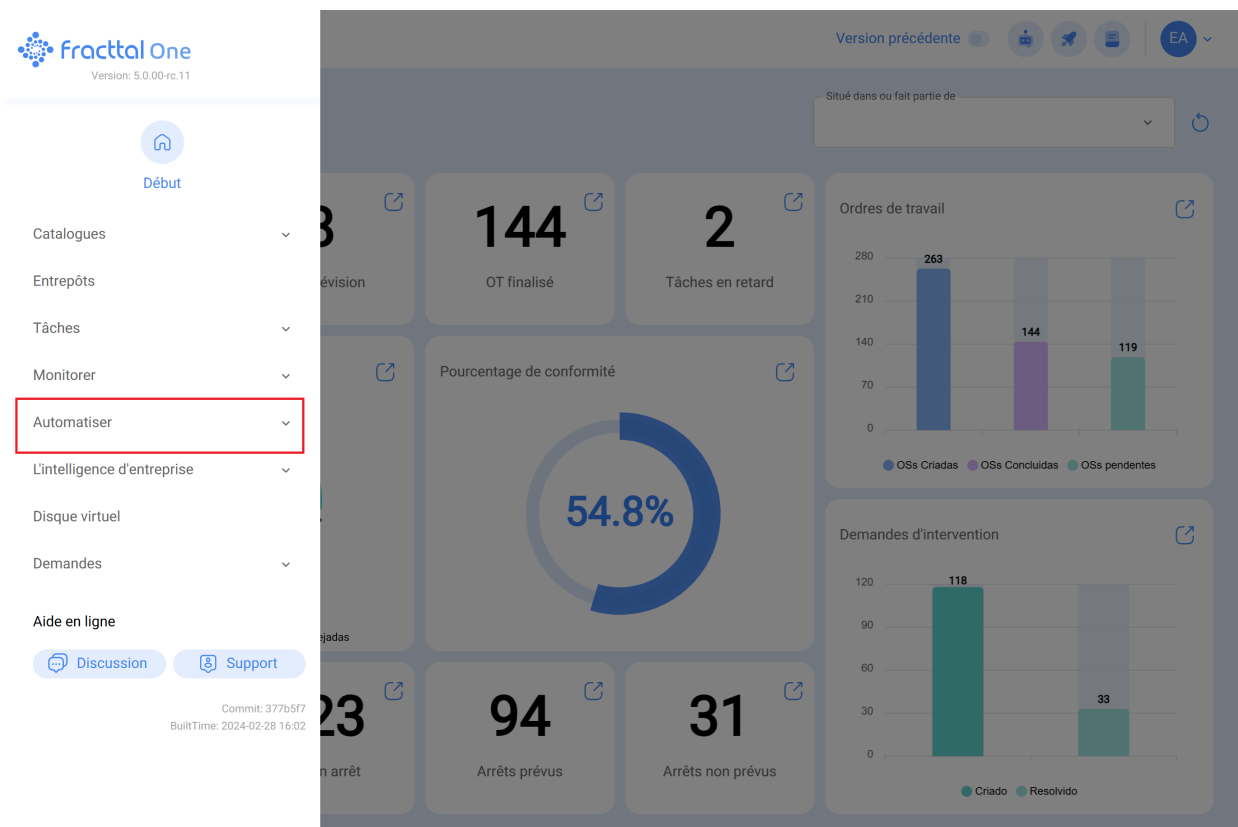 fracttal One
Version: 5.0.00-rc.11
Début
Catalogues
Entrepôts
Tâches
Monitorer
Automatiser
L'intelligence d'entreprise
Disque virtuel
Demandes
Aide en ligne
Discussion
Support
Commit: 377b5f7
BuiltTime: 2024-02-28 16:02
Version précédente
EA
Situé dans ou fait partie de
144
OT finalisé
2
Tâches en retard
Ordres de travail
280
210
140
70
0
263
144
119
OSs Criadas OSs Concluidas OSs pendentes
Pourcentage de conformité
54.8%
Demandes d'intervention
120
90
60
30
0
118
33
Criado Resolvido
23
arrêt
94
Arrêts prévus
31
Arrêts non prévus